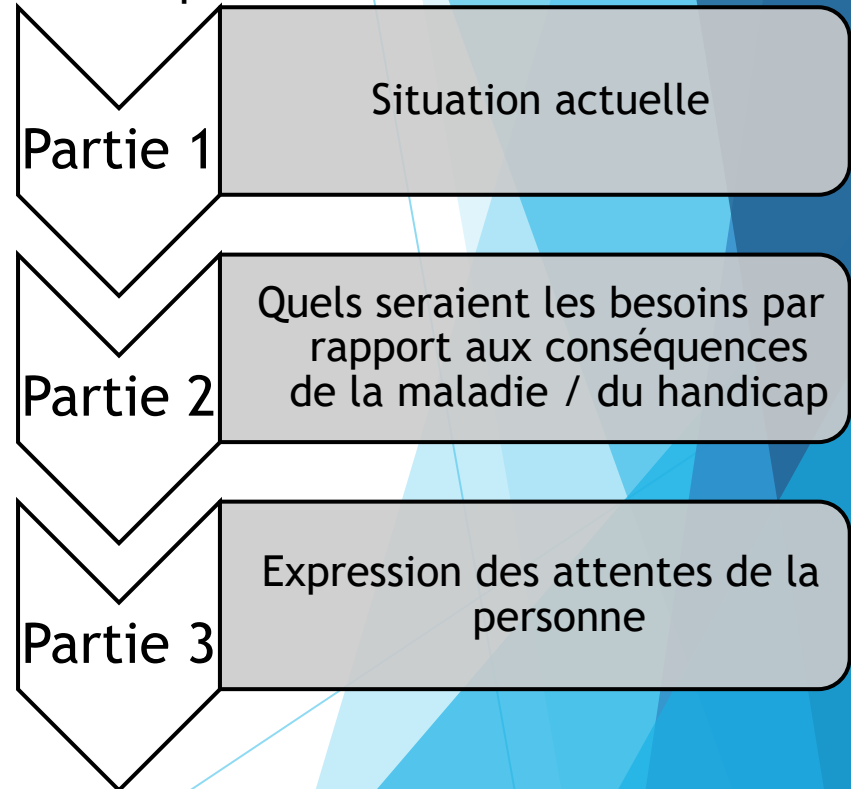 Partie 1
Situation actuelle
Partie 2
Quels seraient les besoins par
rapport aux conséquences
de la maladie / du handicap
Partie 3
Expression des attentes de la
personne